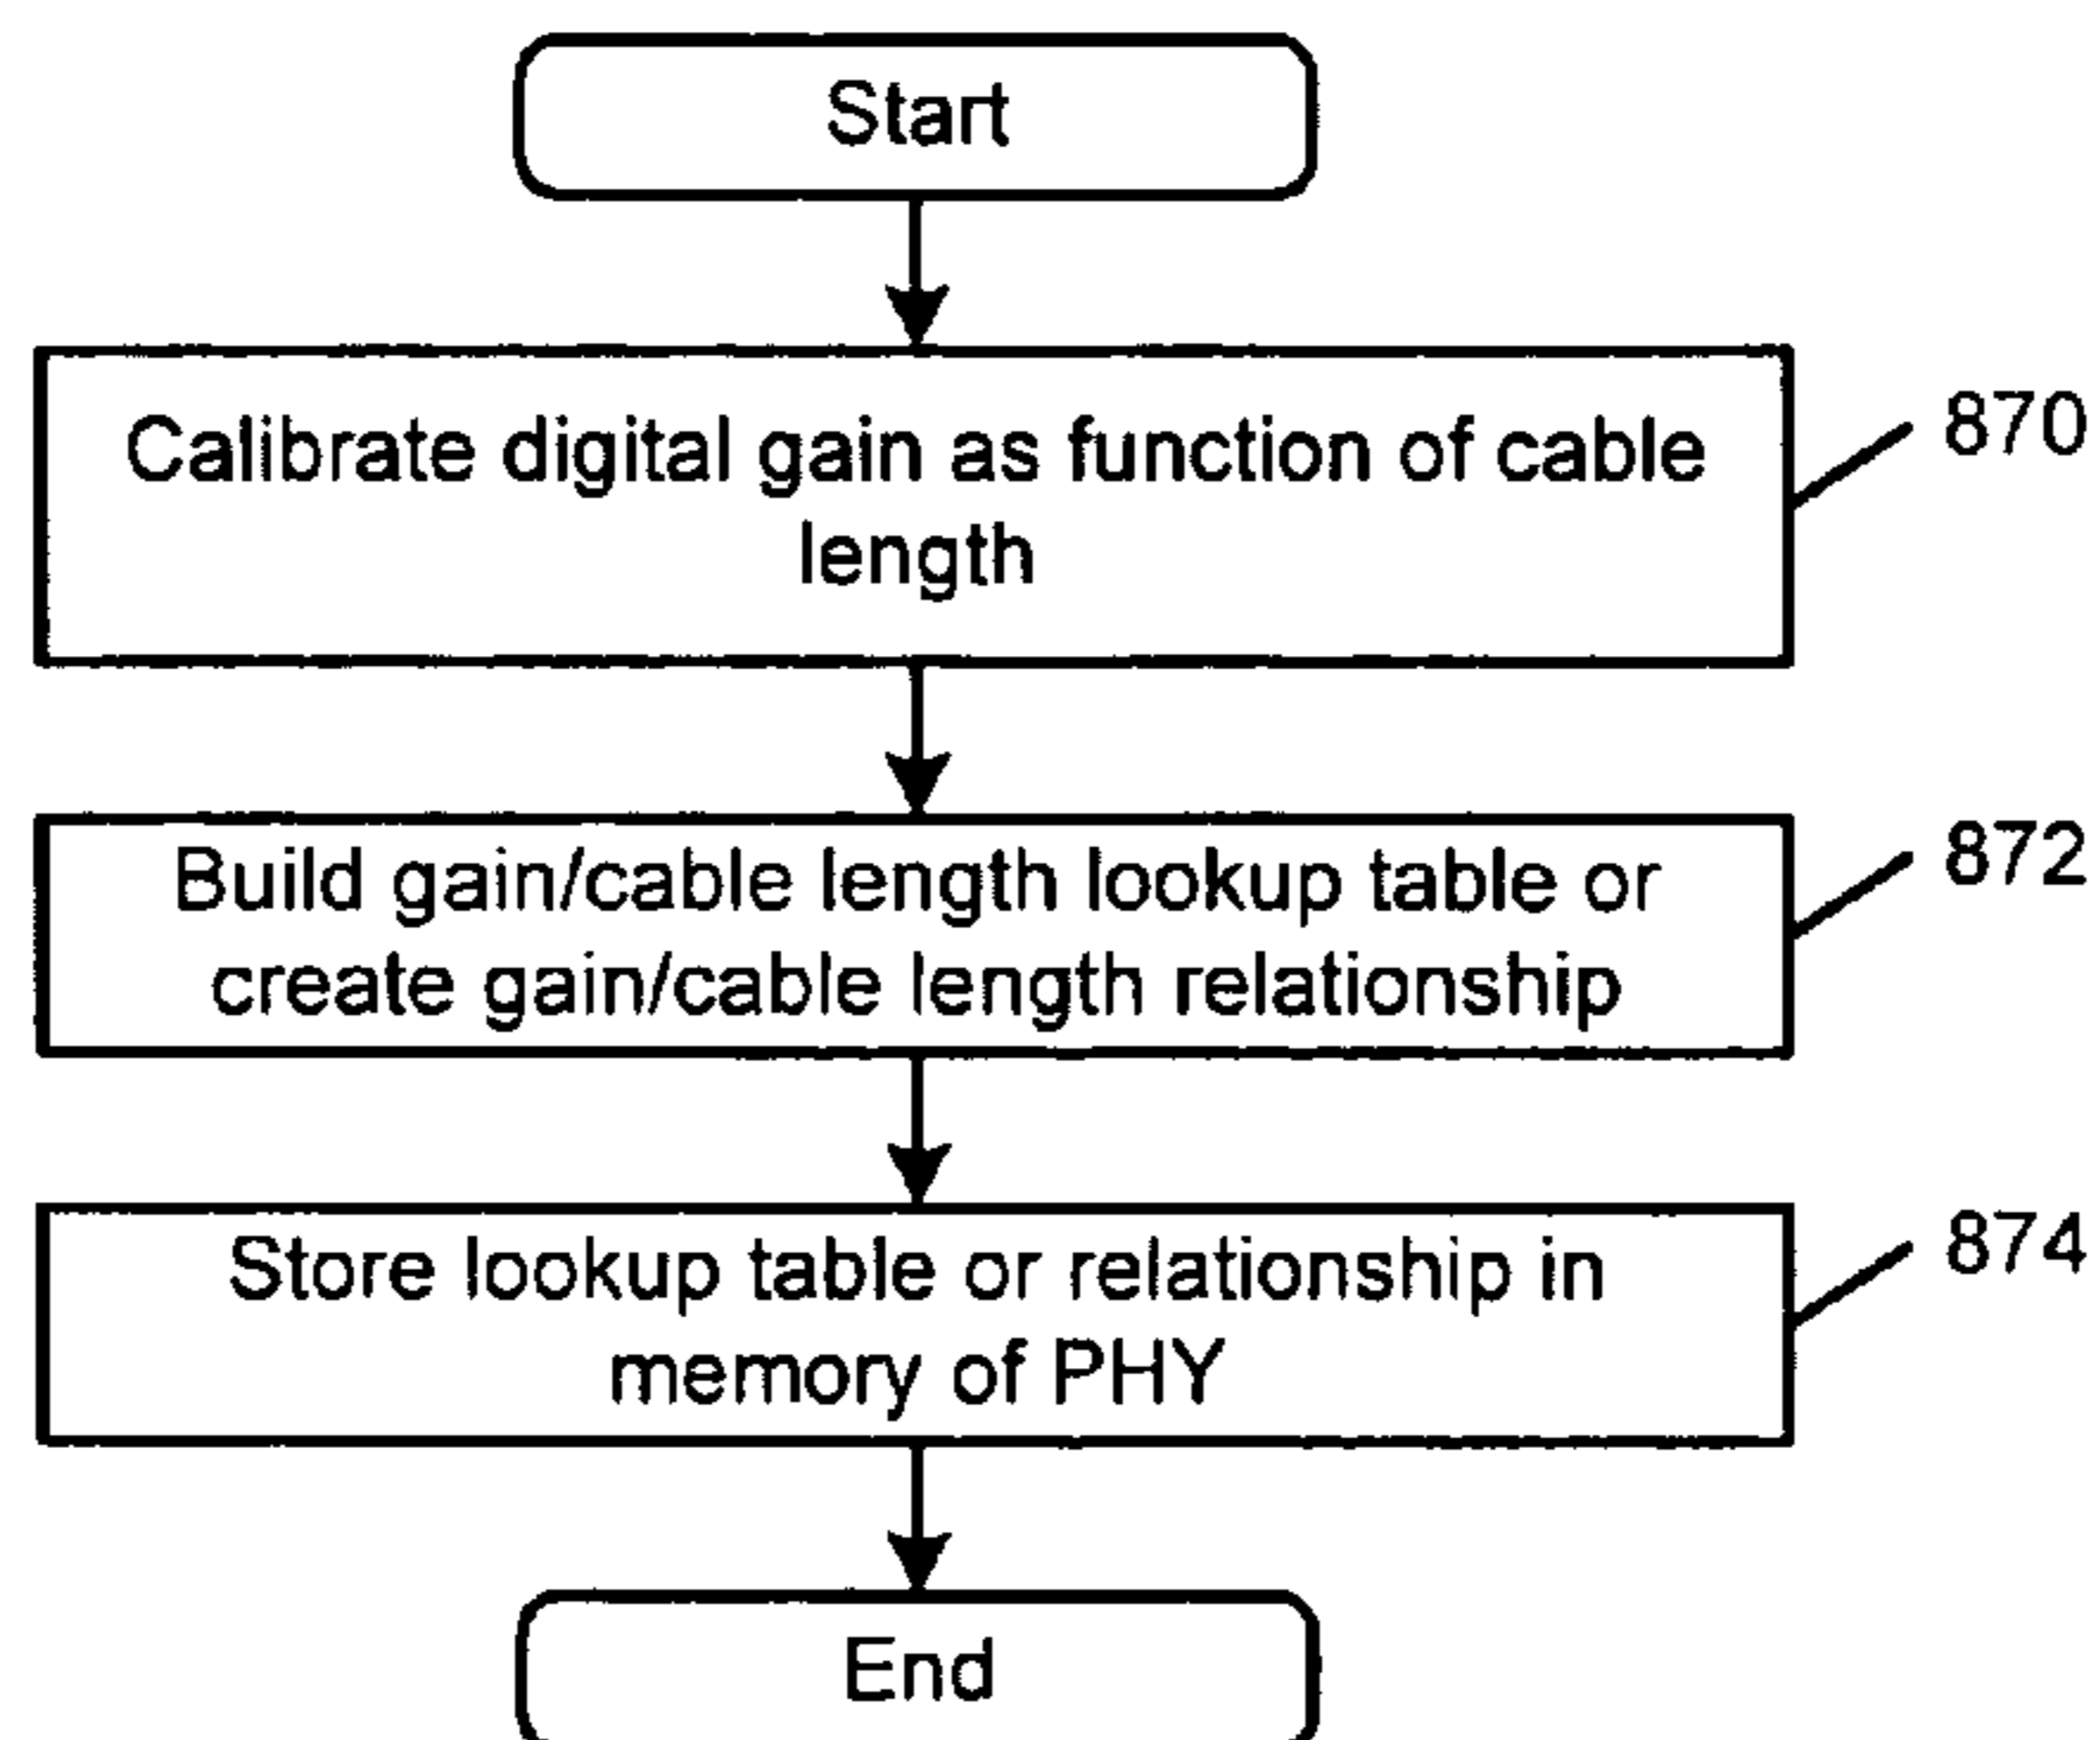 Start
Calibrate digital gain as function of cable
length
870
Build gain/cable length lookup table or
create gain/cable length relationship
872
Store lookup table or relationship in
memory of PHY
874
End